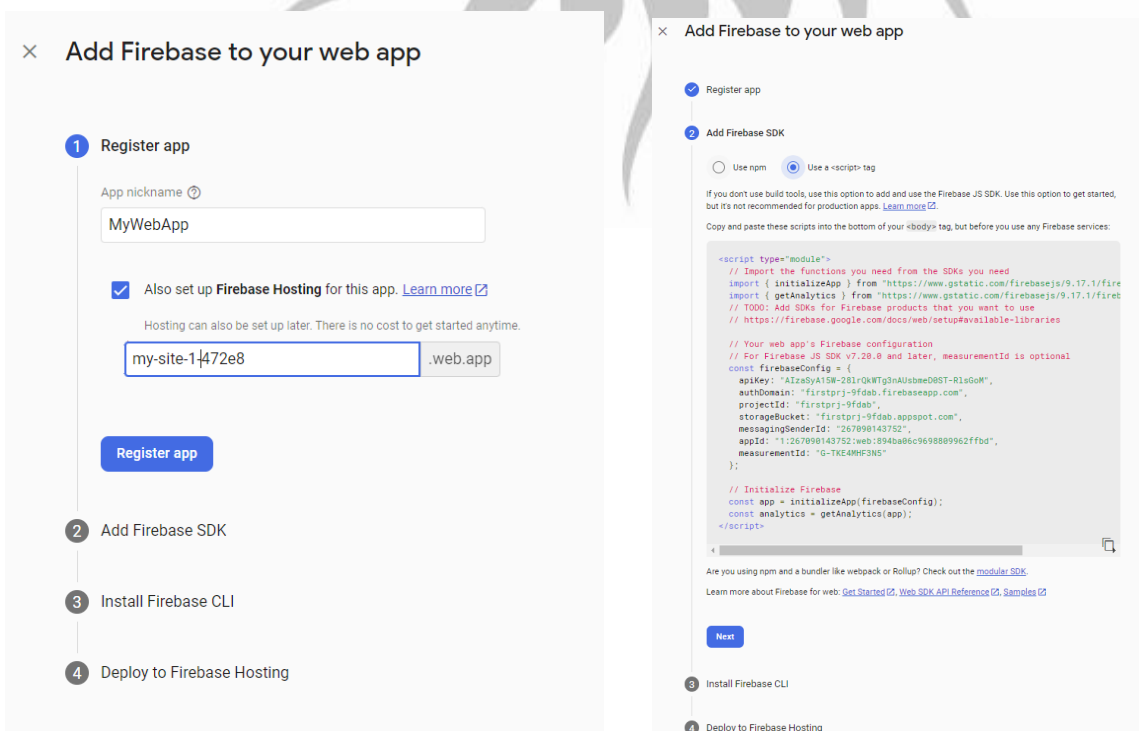 Add Firebase to your web app
1 Register app
App nickname
MyWebApp
Also set up Firebase Hosting for this app. Learn more
Hosting can also be set up later. There is no cost to get started anytime.
my-site-1-472e8 .web.app
Register app
2 Add Firebase SDK
3 Install Firebase CLI
4 Deploy to Firebase Hosting
Add Firebase to your web app
Register app
2 Add Firebase SDK
Use npm Use a <script> tag
If you don't use build tools, use this option to add and use the Firebase JS SDK. Use this option to get started,
but it's not recommended for production apps. Learn more.
Copy and paste these scripts into the bottom of your <body> tag, but before you use any Firebase services:
<script type="module">
// Import the functions you need from the SDKs you need
import { initializeApp } from "https://www.gstatic.com/firebasejs/9.17.1/fire
import { getAnalytics } from "https://www.gstatic.com/firebasejs/9.17.1/fireb
// TODO: Add SDKs for Firebase products that you want to use
// https://firebase.google.com/docs/web/setup#available-libraries
// Your web app's Firebase configuration
// For Firebase JS SDK v7.20.0 and later, measurementId is optional
const firebaseConfig = {
apiKey: "AIzaSyA15W-28lrQkWTg3nAUsbmeD0ST-RlsGoM",
authDomain: "firstprj-9fdab.firebaseapp.com",
projectId: "firstprj-9fdab",
storageBucket: "firstprj-9fdab.appspot.com",
messagingSenderId: "267090143752",
appId: "1:267090143752:web:894ba06c9698809962ffbd",
measurementId: "G-TKE4MHF3N5"
};
// Initialize Firebase
const app = initializeApp(firebaseConfig);
const analytics = getAnalytics(app);
</script>
Are you using npm and a bundler like webpack or Rollup? Check out the modular SDK.
Learn more about Firebase for web: Get Started, Web SDK API Reference, Samples
Next
3 Install Firebase CLI
4 Deploy to Firebase Hosting